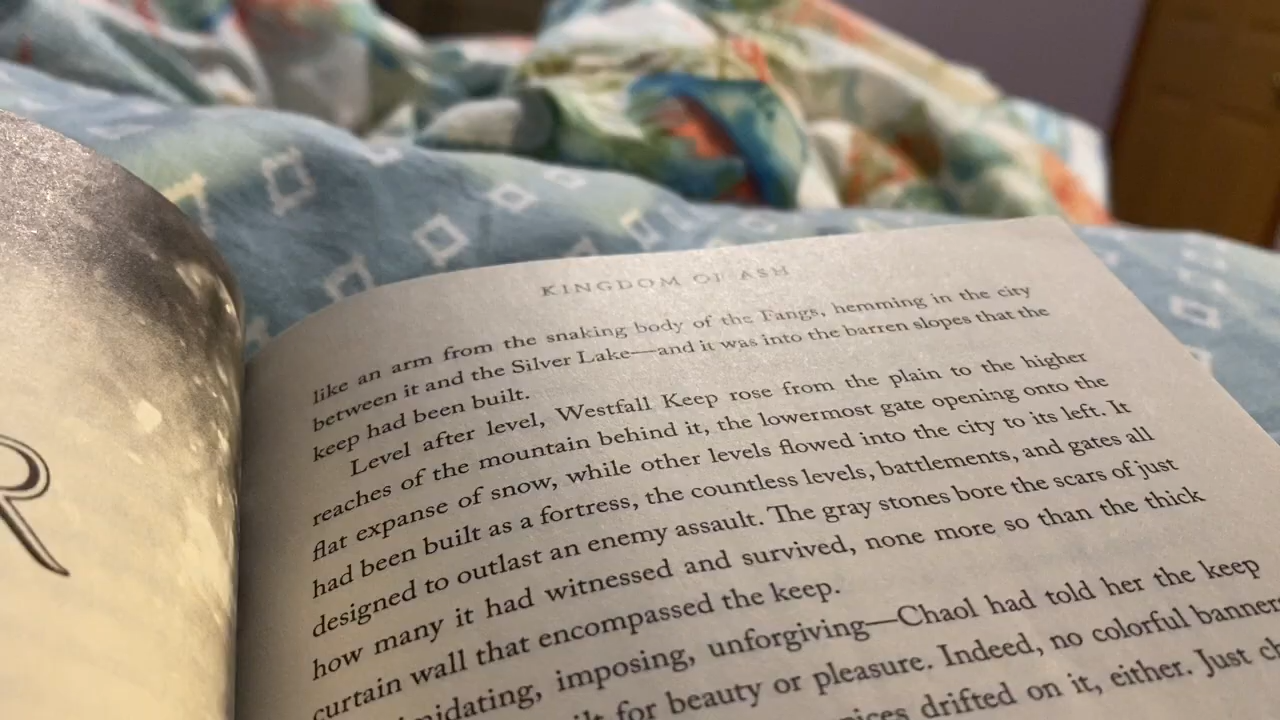 R
KINGDOM OF ASH
like an arm from the snaking body of the Fangs, hemming in the city
between it and the Silver Lake—and it was into the barren slopes that the
keep had been built.
Level after level, Westfall Keep rose from the plain to the higher
reaches of the mountain behind it, the lowermost gate opening onto the
flat expanse of snow, while other levels flowed into the city to its left. It
had been built as a fortress, the countless levels, battlements, and gates all
designed to outlast an enemy assault. The gray stones bore the scars of just
how many it had witnessed and survived, none more so than the thick
curtain wall that encompassed the keep.
imposing, unforgiving—Chaol had told her the keep
for beauty or pleasure. Indeed, no colorful banners
drifted on it, either. Just